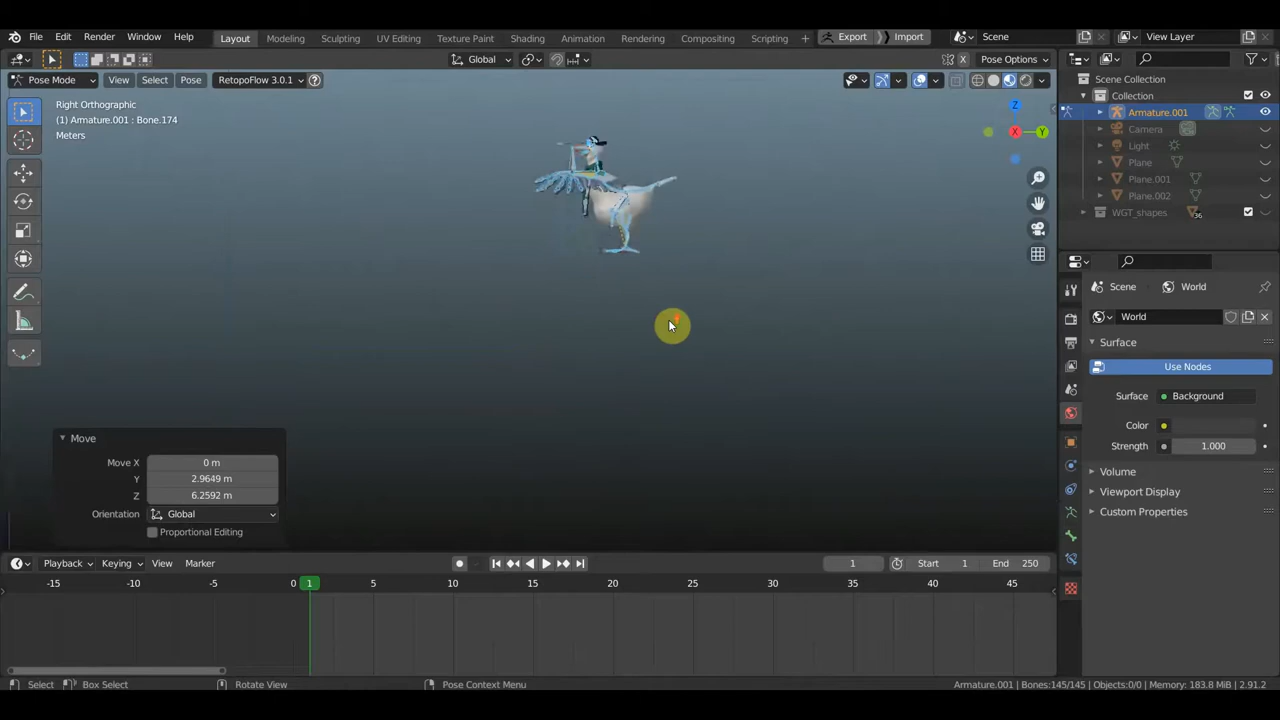 File Edit Render Window Help Layout Modeling Sculpting UV Editing Texture Paint Shading Animation Rendering Compositing Scripting + Export Import Scene View Layer
Global Pose Options
Pose Mode View Select Pose RetopoFlow 3.0.1
Right Orthographic
(1) Armature.001 : Bone.174
Meters
Z
X
Y
Scene Collection
Collection
Armature.001
Camera
Light
Plane
Plane.001
Plane.002
WGT_shapes 36
Scene World
World
Surface
Use Nodes
Surface Background
Color
Strength 1.000
Volume
Viewport Display
Custom Properties
Move
Move X 0 m
Y 2.9649 m
Z 6.2592 m
Orientation Global
Proportional Editing
Playback Keying View Marker 1 Start 1 End 250
-15 -10 -5 0 1 5 10 15 20 25 30 35 40 45
Select Box Select Rotate View Pose Context Menu Armature.001 | Bones:145/145 | Objects:0/0 | Memory: 183.8 MiB | 2.91.2